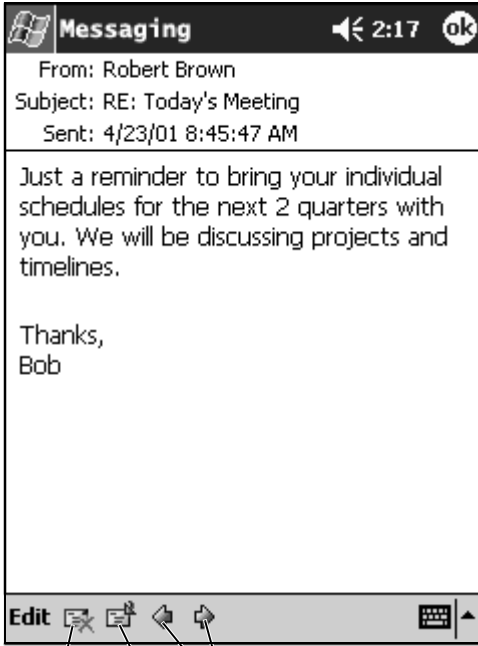 Messaging 2:17 ok
From: Robert Brown
Subject: RE: Today's Meeting
Sent: 4/23/01 8:45:47 AM
Just a reminder to bring your individual
schedules for the next 2 quarters with
you. We will be discussing projects and
timelines.
Thanks,
Bob
Edit